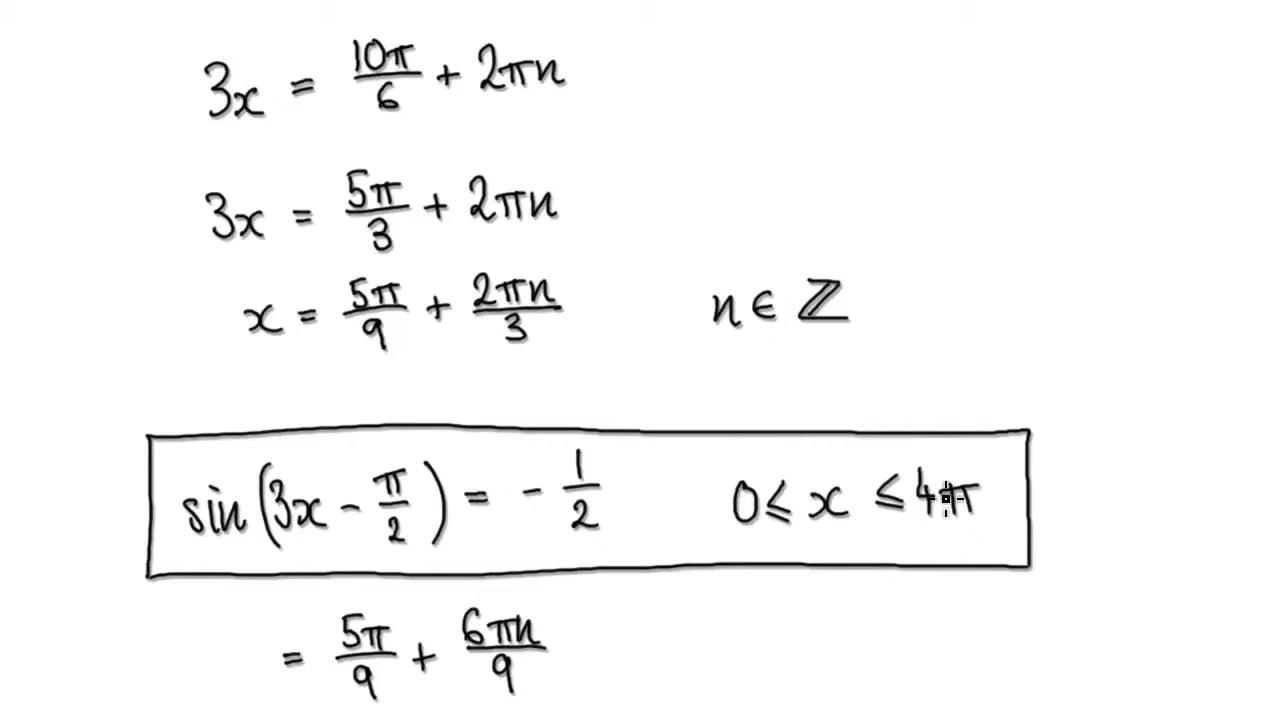 3x = 10π/6 + 2πn
3x = 5π/3 + 2πn
x = 5π/9 + 2πn/3 n ∈ ℤ
sin(3x - π/2) = - 1/2 0 ≤ x ≤ 4π
= 5π/9 + 6πn/9